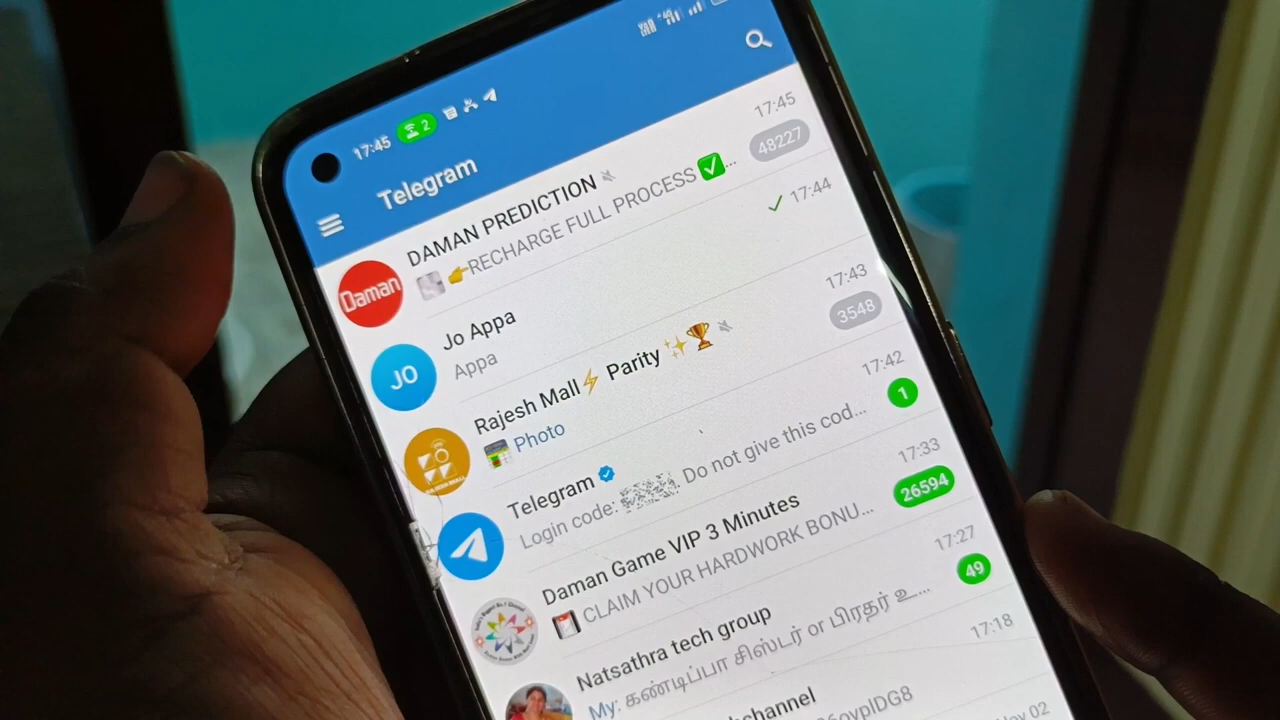 17:45 2
Telegram
DAMAN PREDICTION 17:45
👉RECHARGE FULL PROCESS ✅... 48227
Daman
Jo Appa 17:44
JO
Appa
Rajesh Mall⚡ Parity ✨🏆 17:43
Photo 3548
Telegram 17:42
Login code: Do not give this cod... 1
Daman Game VIP 3 Minutes 17:33
CLAIM YOUR HARDWORK BONU... 26594
Natsathra tech group 17:27
My: கண்டிப்பா சிஸ்டர் or பிரதர் உ... 49
17:18